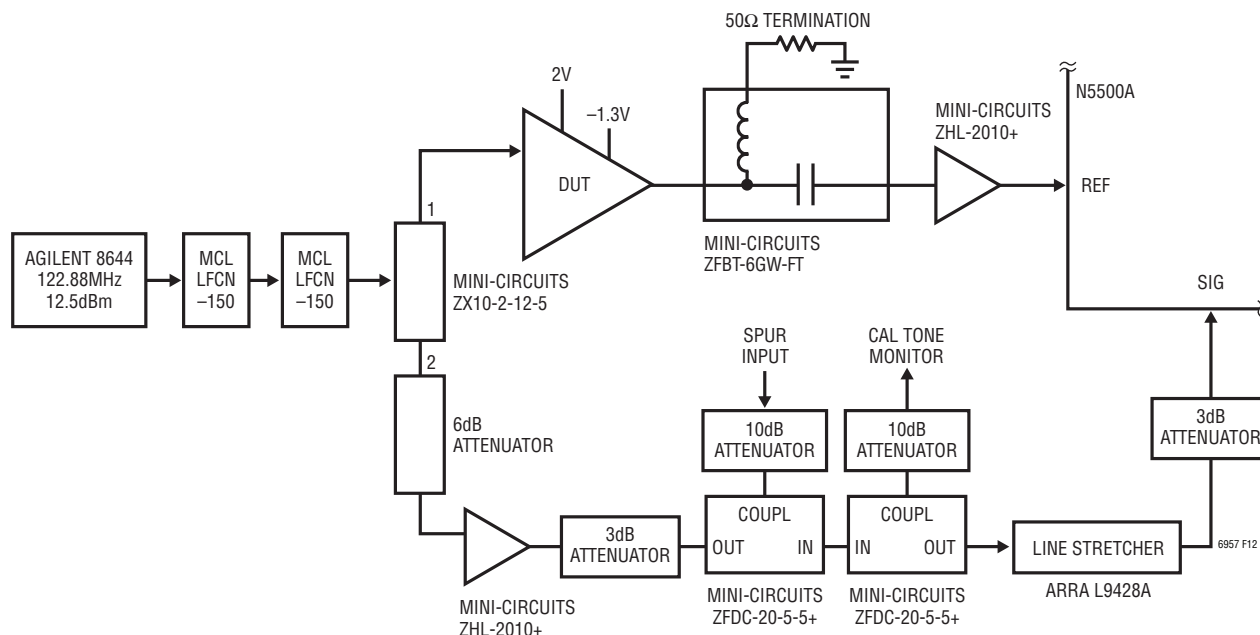 50Ω TERMINATION
2V
–1.3V
DUT
MINI-CIRCUITS
ZFBT-6GW-FT
MINI-CIRCUITS
ZHL-2010+
N5500A
REF
SIG
AGILENT 8644
122.88MHz
12.5dBm
MCL
LFCN
–150
MCL
LFCN
–150
1
MINI-CIRCUITS
ZX10-2-12-5
2
6dB
ATTENUATOR
SPUR
INPUT
CAL TONE
MONITOR
10dB
ATTENUATOR
10dB
ATTENUATOR
3dB
ATTENUATOR
MINI-CIRCUITS
ZHL-2010+
3dB
ATTENUATOR
COUPL
OUT IN
MINI-CIRCUITS
ZFDC-20-5-5+
COUPL
IN OUT
MINI-CIRCUITS
ZFDC-20-5-5+
LINE STRETCHER
ARRA L9428A
6957 F12